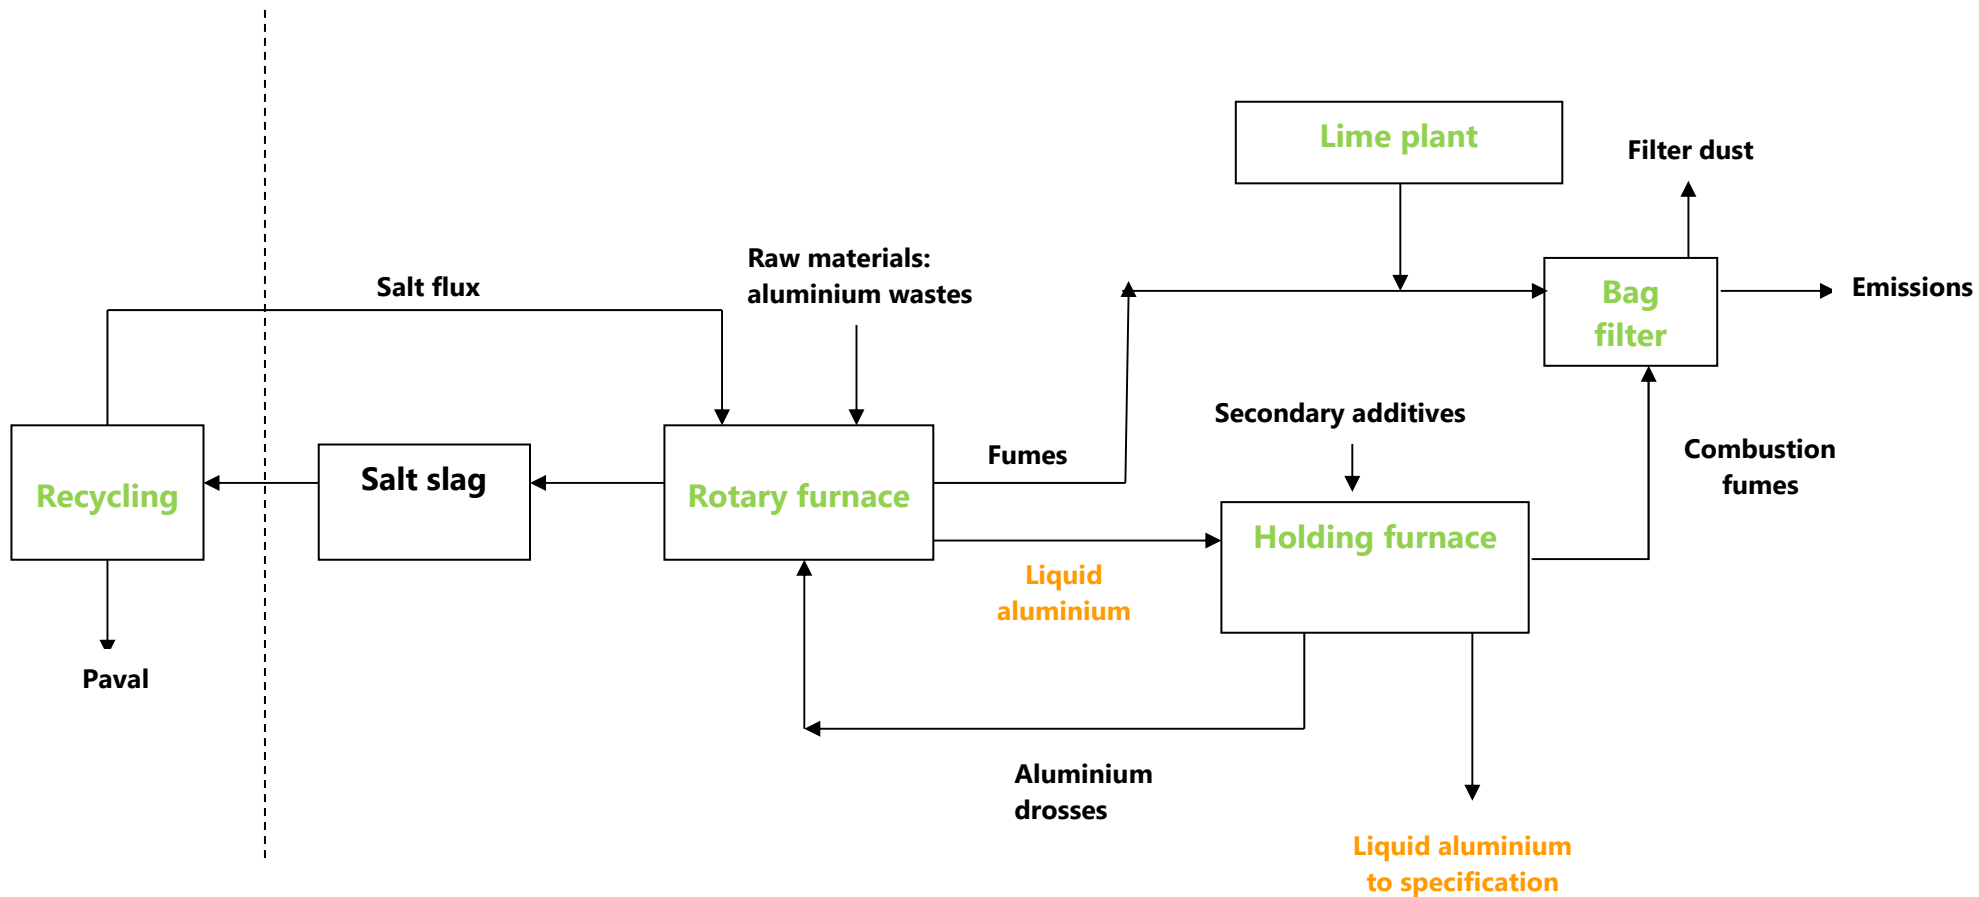 Lime plant
Filter dust
Raw materials:
aluminium wastes
Salt flux
Bag
filter
Emissions
Secondary additives
Combustion
fumes
Fumes
Recycling
Salt slag
Rotary furnace
Holding furnace
Liquid
aluminium
Paval
Aluminium
drosses
Liquid aluminium
to specification